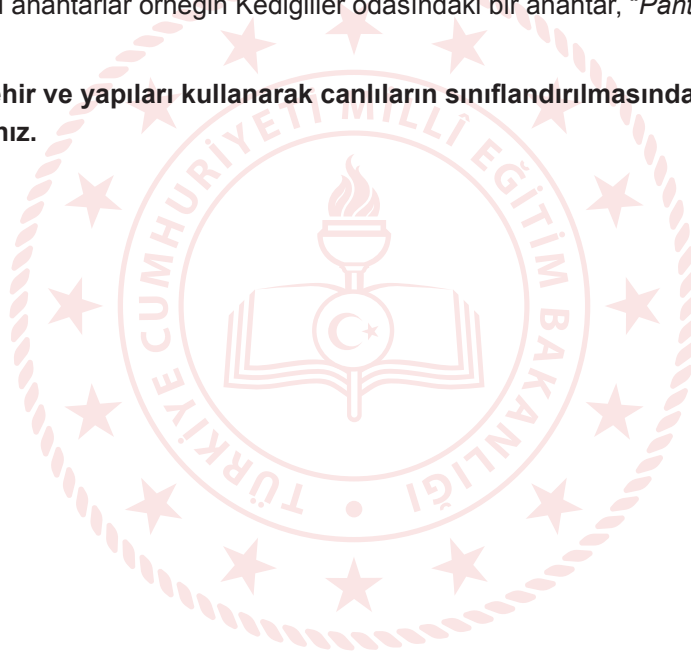 anahtarlar örneğin Kedigiller odasındaki bir anahtar, "Pant
hir ve yapıları kullanarak canlıların sınıflandırılmasında
nız.
TÜRKİYE CUMHURİYETİ MİLLÎ EĞİTİM BAKANLIĞI